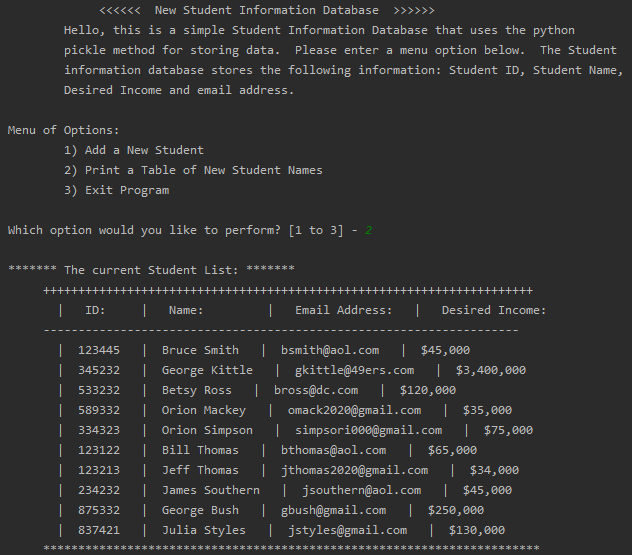 <<<<<<  New Student Information Database  >>>>>>
Hello, this is a simple Student Information Database that uses the python
pickle method for storing data.  Please enter a menu option below.  The Student
information database stores the following information: Student ID, Student Name,
Desired Income and email address.
Menu of Options:
1) Add a New Student
2) Print a Table of New Student Names
3) Exit Program
Which option would you like to perform? [1 to 3] - 2
******* The current Student List: *******
++++++++++++++++++++++++++++++++++++++++++++++++++++++++++++++++++++++
|   ID:     |   Name:         |   Email Address:   |   Desired Income:
--------------------------------------------------------------------
|  123445   |  Bruce Smith   |  bsmith@aol.com   |  $45,000
|  345232   |  George Kittle   |  gkittle@49ers.com   |  $3,400,000
|  533232   |  Betsy Ross   |  bross@dc.com   |  $120,000
|  589332   |  Orion Mackey   |  omack2020@gmail.com   |  $35,000
|  334323   |  Orion Simpson   |  simpsori000@gmail.com   |  $75,000
|  123122   |  Bill Thomas   |  bthomas@aol.com   |  $65,000
|  123213   |  Jeff Thomas   |  jthomas2020@gmail.com   |  $34,000
|  234232   |  James Southern   |  jsouthern@aol.com   |  $45,000
|  875332   |  George Bush   |  gbush@gmail.com   |  $250,000
|  837421   |  Julia Styles   |  jstyles@gmail.com   |  $130,000
***********************************************************************